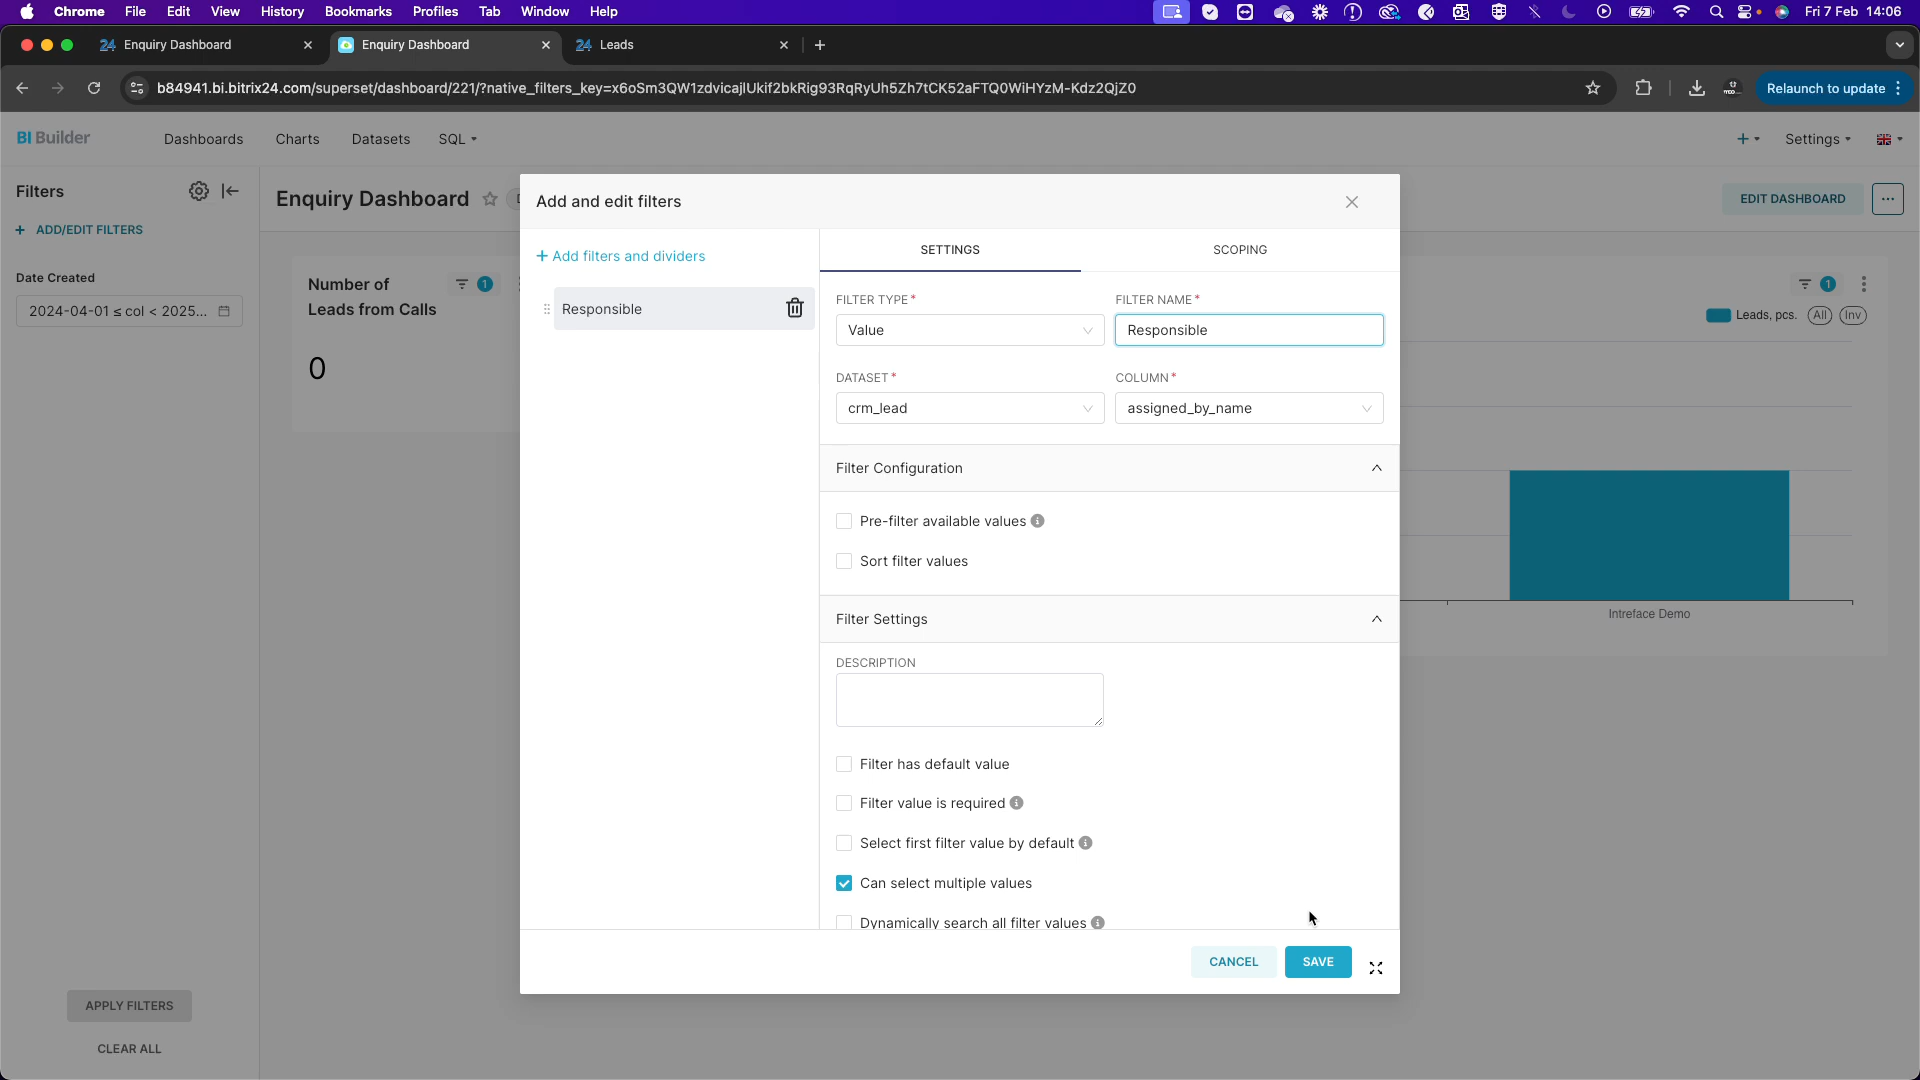 Chrome File Edit View History Bookmarks Profiles Tab Window Help Fri 7 Feb 14:06
24 Enquiry Dashboard Enquiry Dashboard 24 Leads
b84941.bi.bitrix24.com/superset/dashboard/221/?native_filters_key=x6oSm3QW1zdvicajlUkif2bkRig93RqRyUh5Zh7tCK52aFTQ0WiHYzM-Kdz2QjZ0 Relaunch to update
BI Builder Dashboards Charts Datasets SQL + Settings
Filters
+ ADD/EDIT FILTERS
Date Created
2024-04-01 ≤ col < 2025...
APPLY FILTERS
CLEAR ALL
Enquiry Dashboard EDIT DASHBOARD ...
Number of
Leads from Calls
1
0
Add and edit filters
+ Add filters and dividers
Responsible
SETTINGS SCOPING
FILTER TYPE * FILTER NAME *
Value Responsible
DATASET * COLUMN *
crm_lead assigned_by_name
Filter Configuration
Pre-filter available values
Sort filter values
Filter Settings
DESCRIPTION
Filter has default value
Filter value is required
Select first filter value by default
Can select multiple values
Dynamically search all filter values
CANCEL SAVE
1
Leads, pcs. All Inv
Intreface Demo